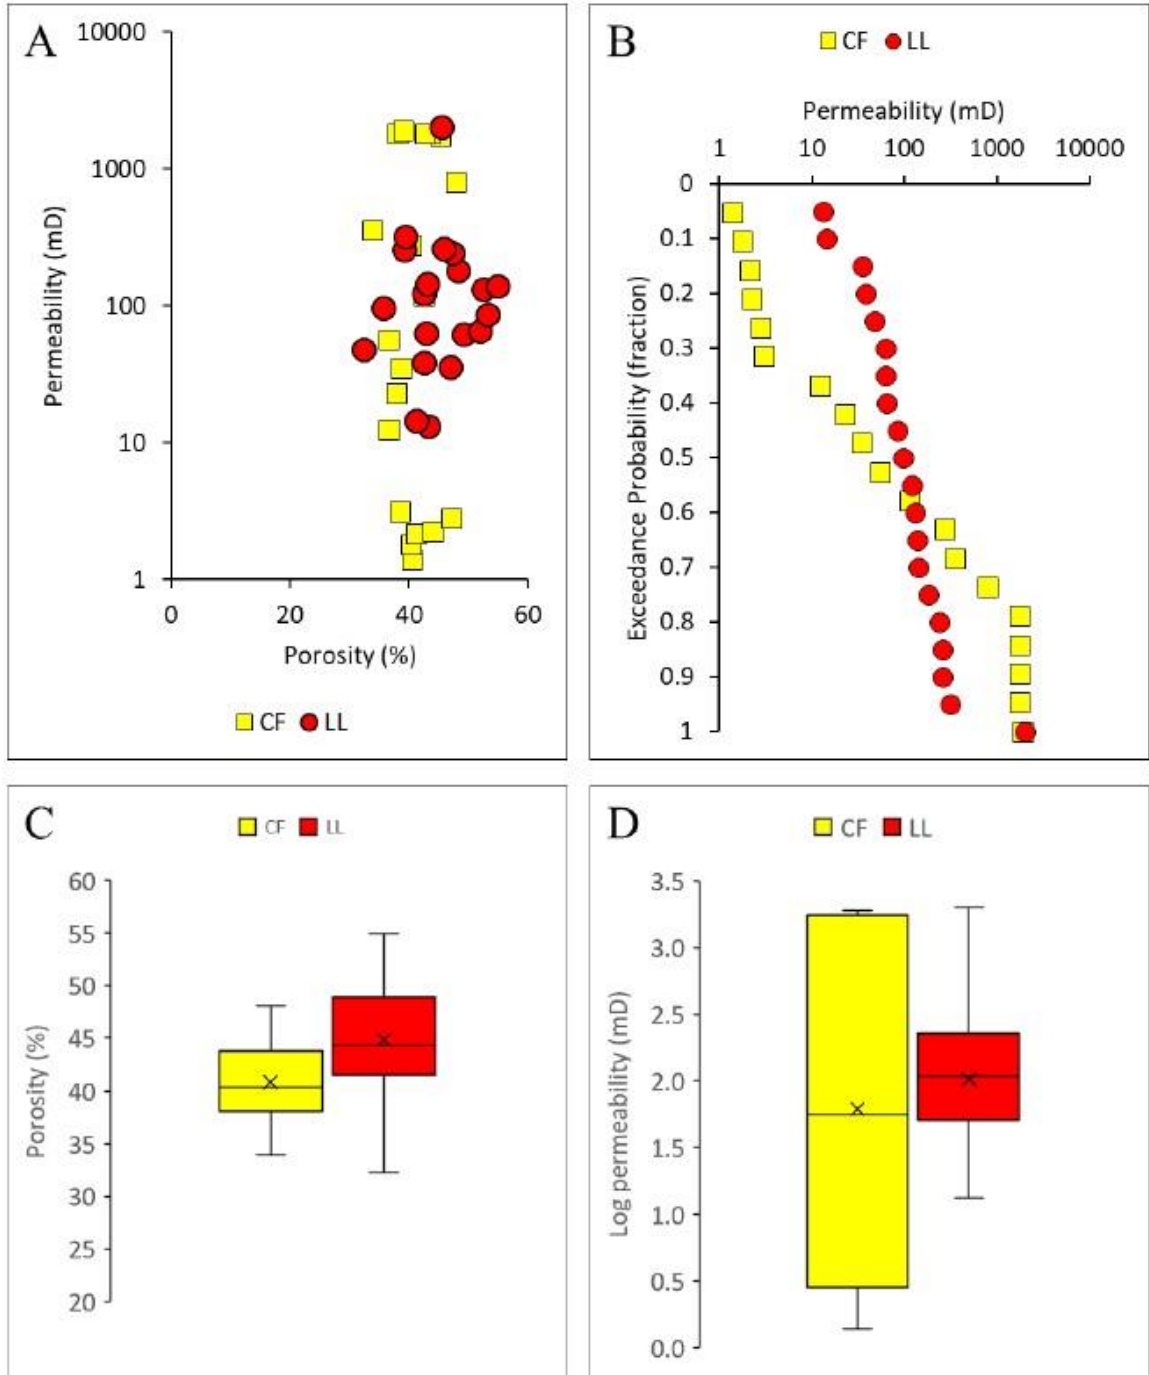 A
10000
1000
100
10
1
Permeability (mD)
0 20 40 60
Porosity (%)
CF LL
B
CF LL
Permeability (mD)
1 10 100 1000 10000
0
0.1
0.2
0.3
0.4
0.5
0.6
0.7
0.8
0.9
1
Exceedance Probability (fraction)
C
CF LL
60
55
50
45
40
35
30
25
20
Porosity (%)
D
CF LL
3.5
3.0
2.5
2.0
1.5
1.0
0.5
0.0
Log permeability (mD)